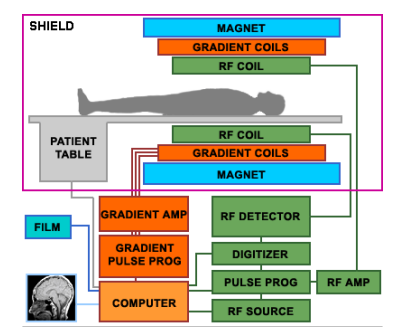 SHIELD
MAGNET
GRADIENT COILS
RF COIL
RF COIL
GRADIENT COILS
MAGNET
PATIENT
TABLE
GRADIENT AMP
RF DETECTOR
FILM
GRADIENT
PULSE PROG
DIGITIZER
PULSE PROG
RF AMP
COMPUTER
RF SOURCE